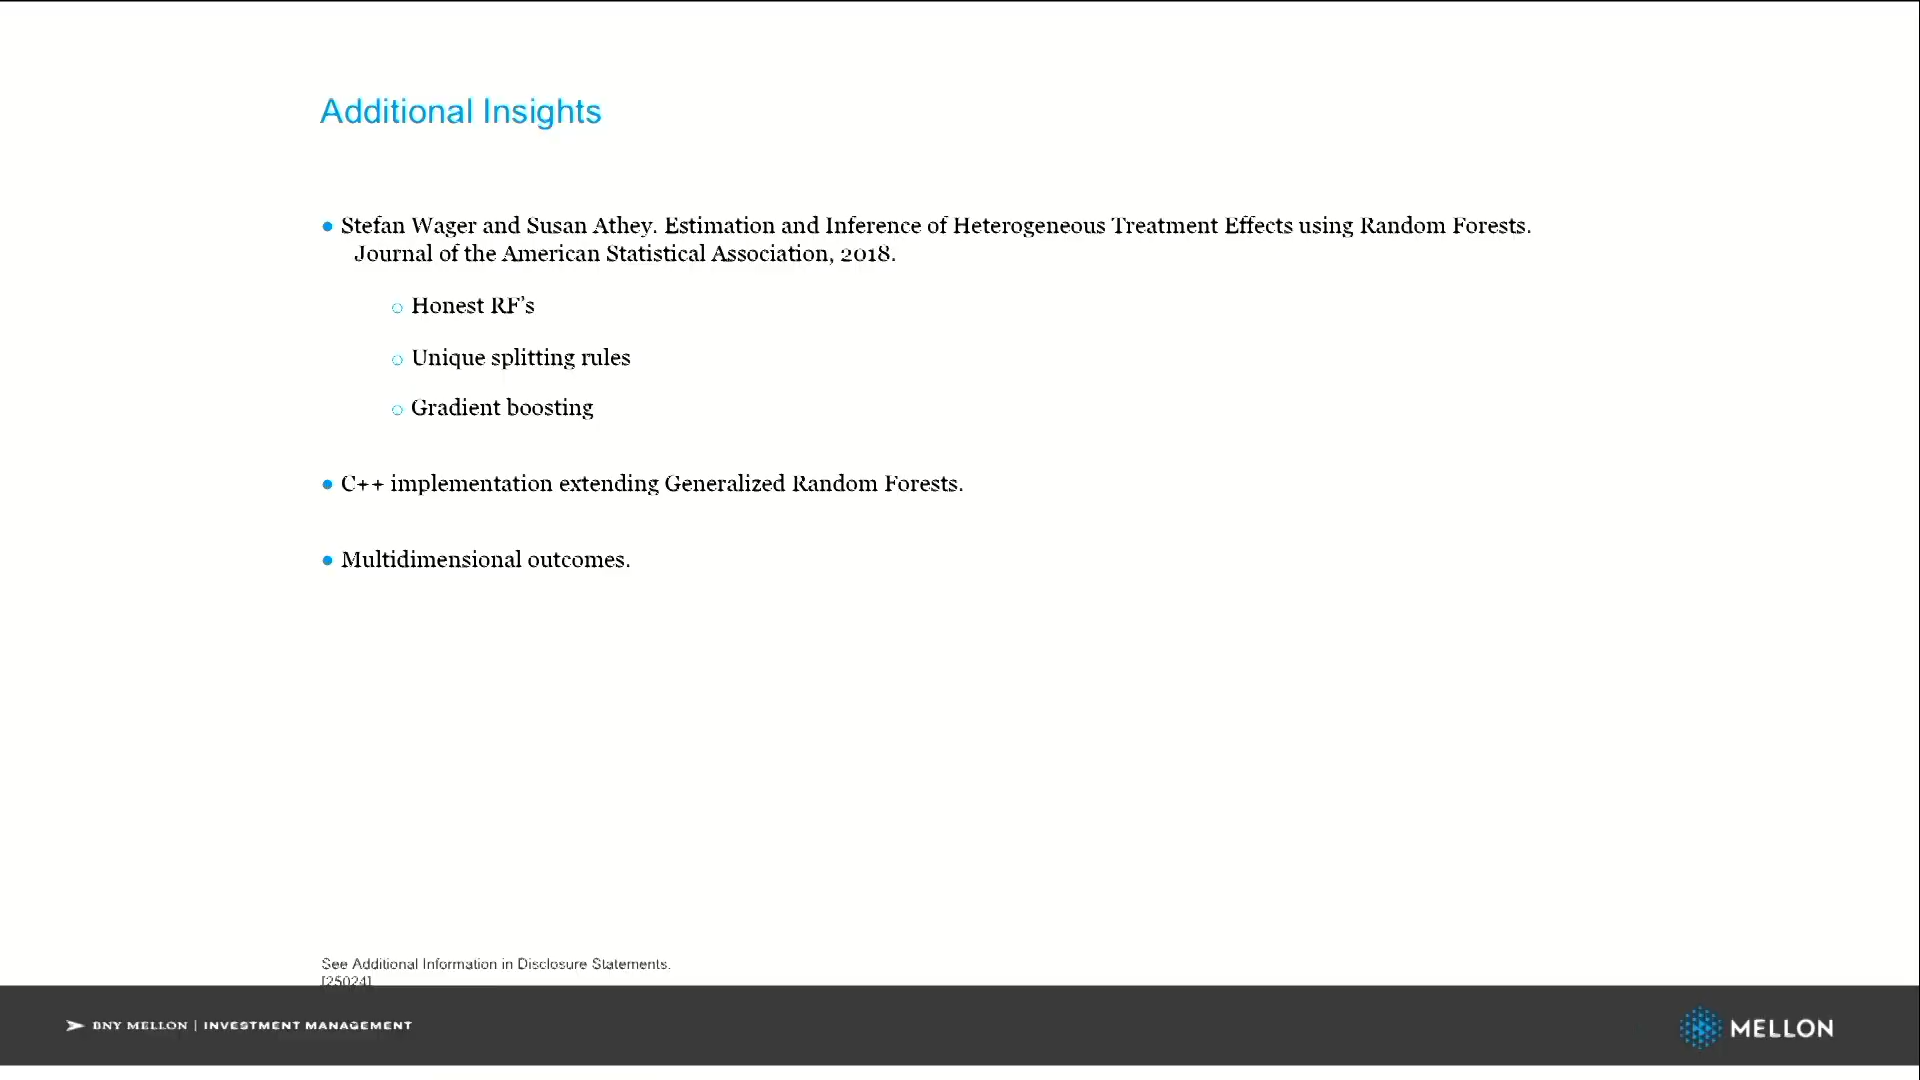 Additional Insights
● Stefan Wager and Susan Athey. Estimation and Inference of Heterogeneous Treatment Effects using Random Forests.
Journal of the American Statistical Association, 2018.
○ Honest RF’s
○ Unique splitting rules
○ Gradient boosting
● C++ implementation extending Generalized Random Forests.
● Multidimensional outcomes.
See Additional Information in Disclosure Statements.
[25024]
BNY MELLON | INVESTMENT MANAGEMENT
MELLON